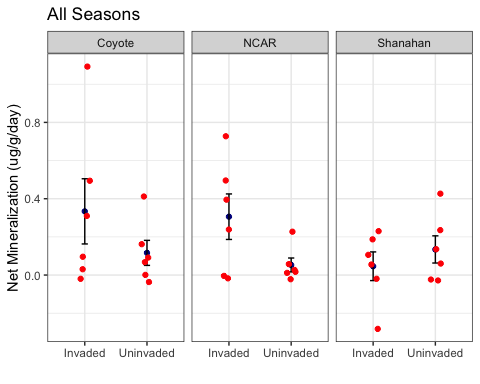 All Seasons
Coyote NCAR Shanahan
Net Mineralization (ug/g/day)
0.8
0.4
0.0
Invaded Uninvaded Invaded Uninvaded Invaded Uninvaded